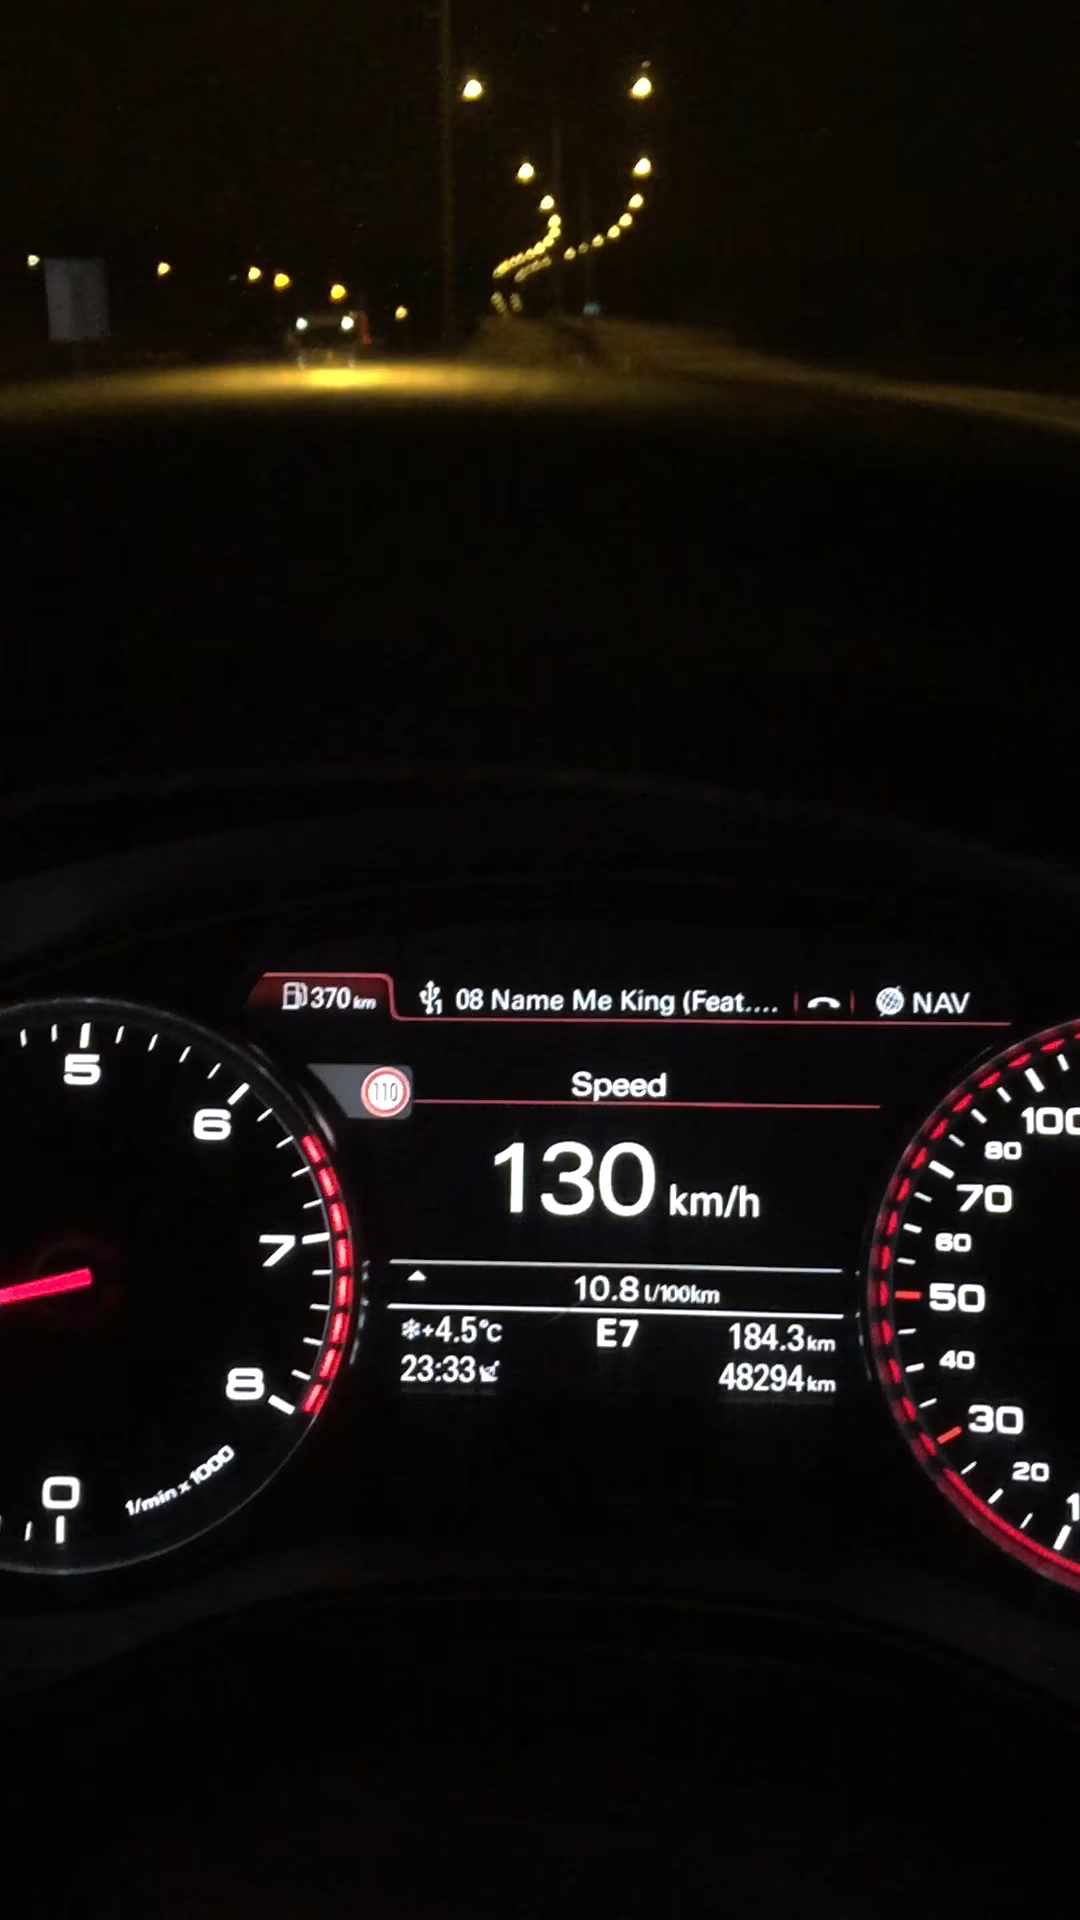 370 km
08 Name Me King (Feat....
NAV
110
Speed
130 km/h
10.8 l/100km
+4.5°C
E7
184.3 km
23:33
48294 km
5
6
7
8
0
1/min x 1000
100
80
70
60
50
40
30
20